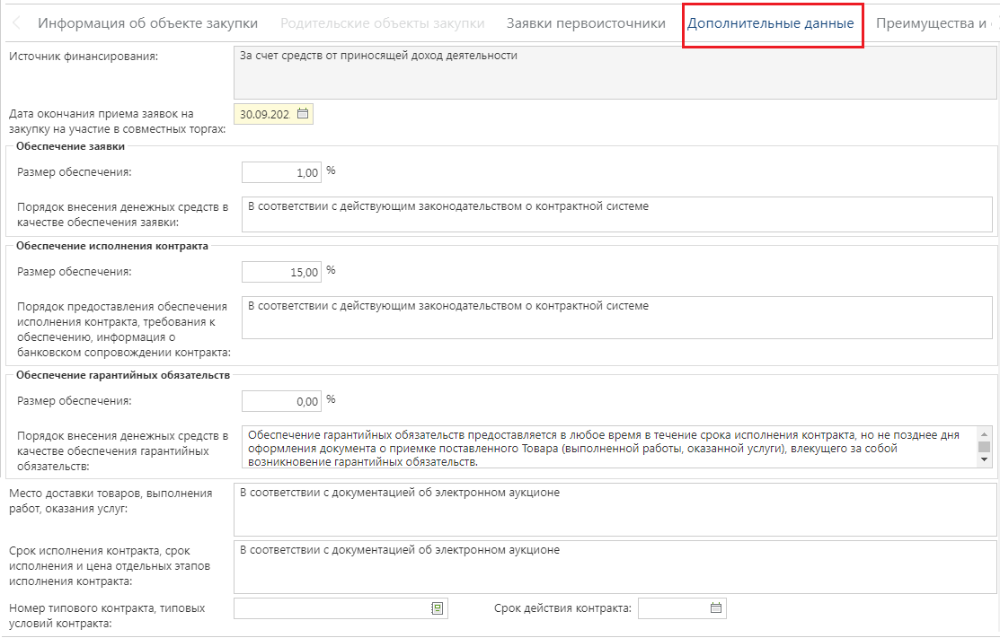 Информация об объекте закупки Родительские объекты закупки Заявки первоисточники Дополнительные данные Преимущества и
Источник финансирования: За счет средств от приносящей доход деятельности
Дата окончания приема заявок на
закупку на участие в совместных торгах: 30.09.202
Обеспечение заявки
Размер обеспечения: 1,00 %
Порядок внесения денежных средств в
качестве обеспечения заявки:
В соответствии с действующим законодательством о контрактной системе
Обеспечение исполнения контракта
Размер обеспечения: 15,00 %
Порядок предоставления обеспечения
исполнения контракта, требования к
обеспечению, информация о
банковском сопровождении контракта:
В соответствии с действующим законодательством о контрактной системе
Обеспечение гарантийных обязательств
Размер обеспечения: 0,00 %
Порядок внесения денежных средств в
качестве обеспечения гарантийных
обязательств:
Обеспечение гарантийных обязательств предоставляется в любое время в течение срока исполнения контракта, но не позднее дня
оформления документа о приемке поставленного Товара (выполненной работы, оказанной услуги), влекущего за собой
возникновение гарантийных обязательств.
Место доставки товаров, выполнения
работ, оказания услуг:
В соответствии с документацией об электронном аукционе
Срок исполнения контракта, срок
исполнения и цена отдельных этапов
исполнения контракта:
В соответствии с документацией об электронном аукционе
Номер типового контракта, типовых
условий контракта:
Срок действия контракта: